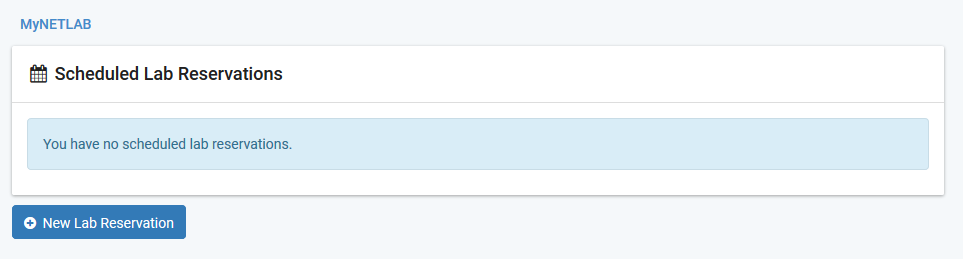 MyNETLAB
Scheduled Lab Reservations
You have no scheduled lab reservations.
New Lab Reservation